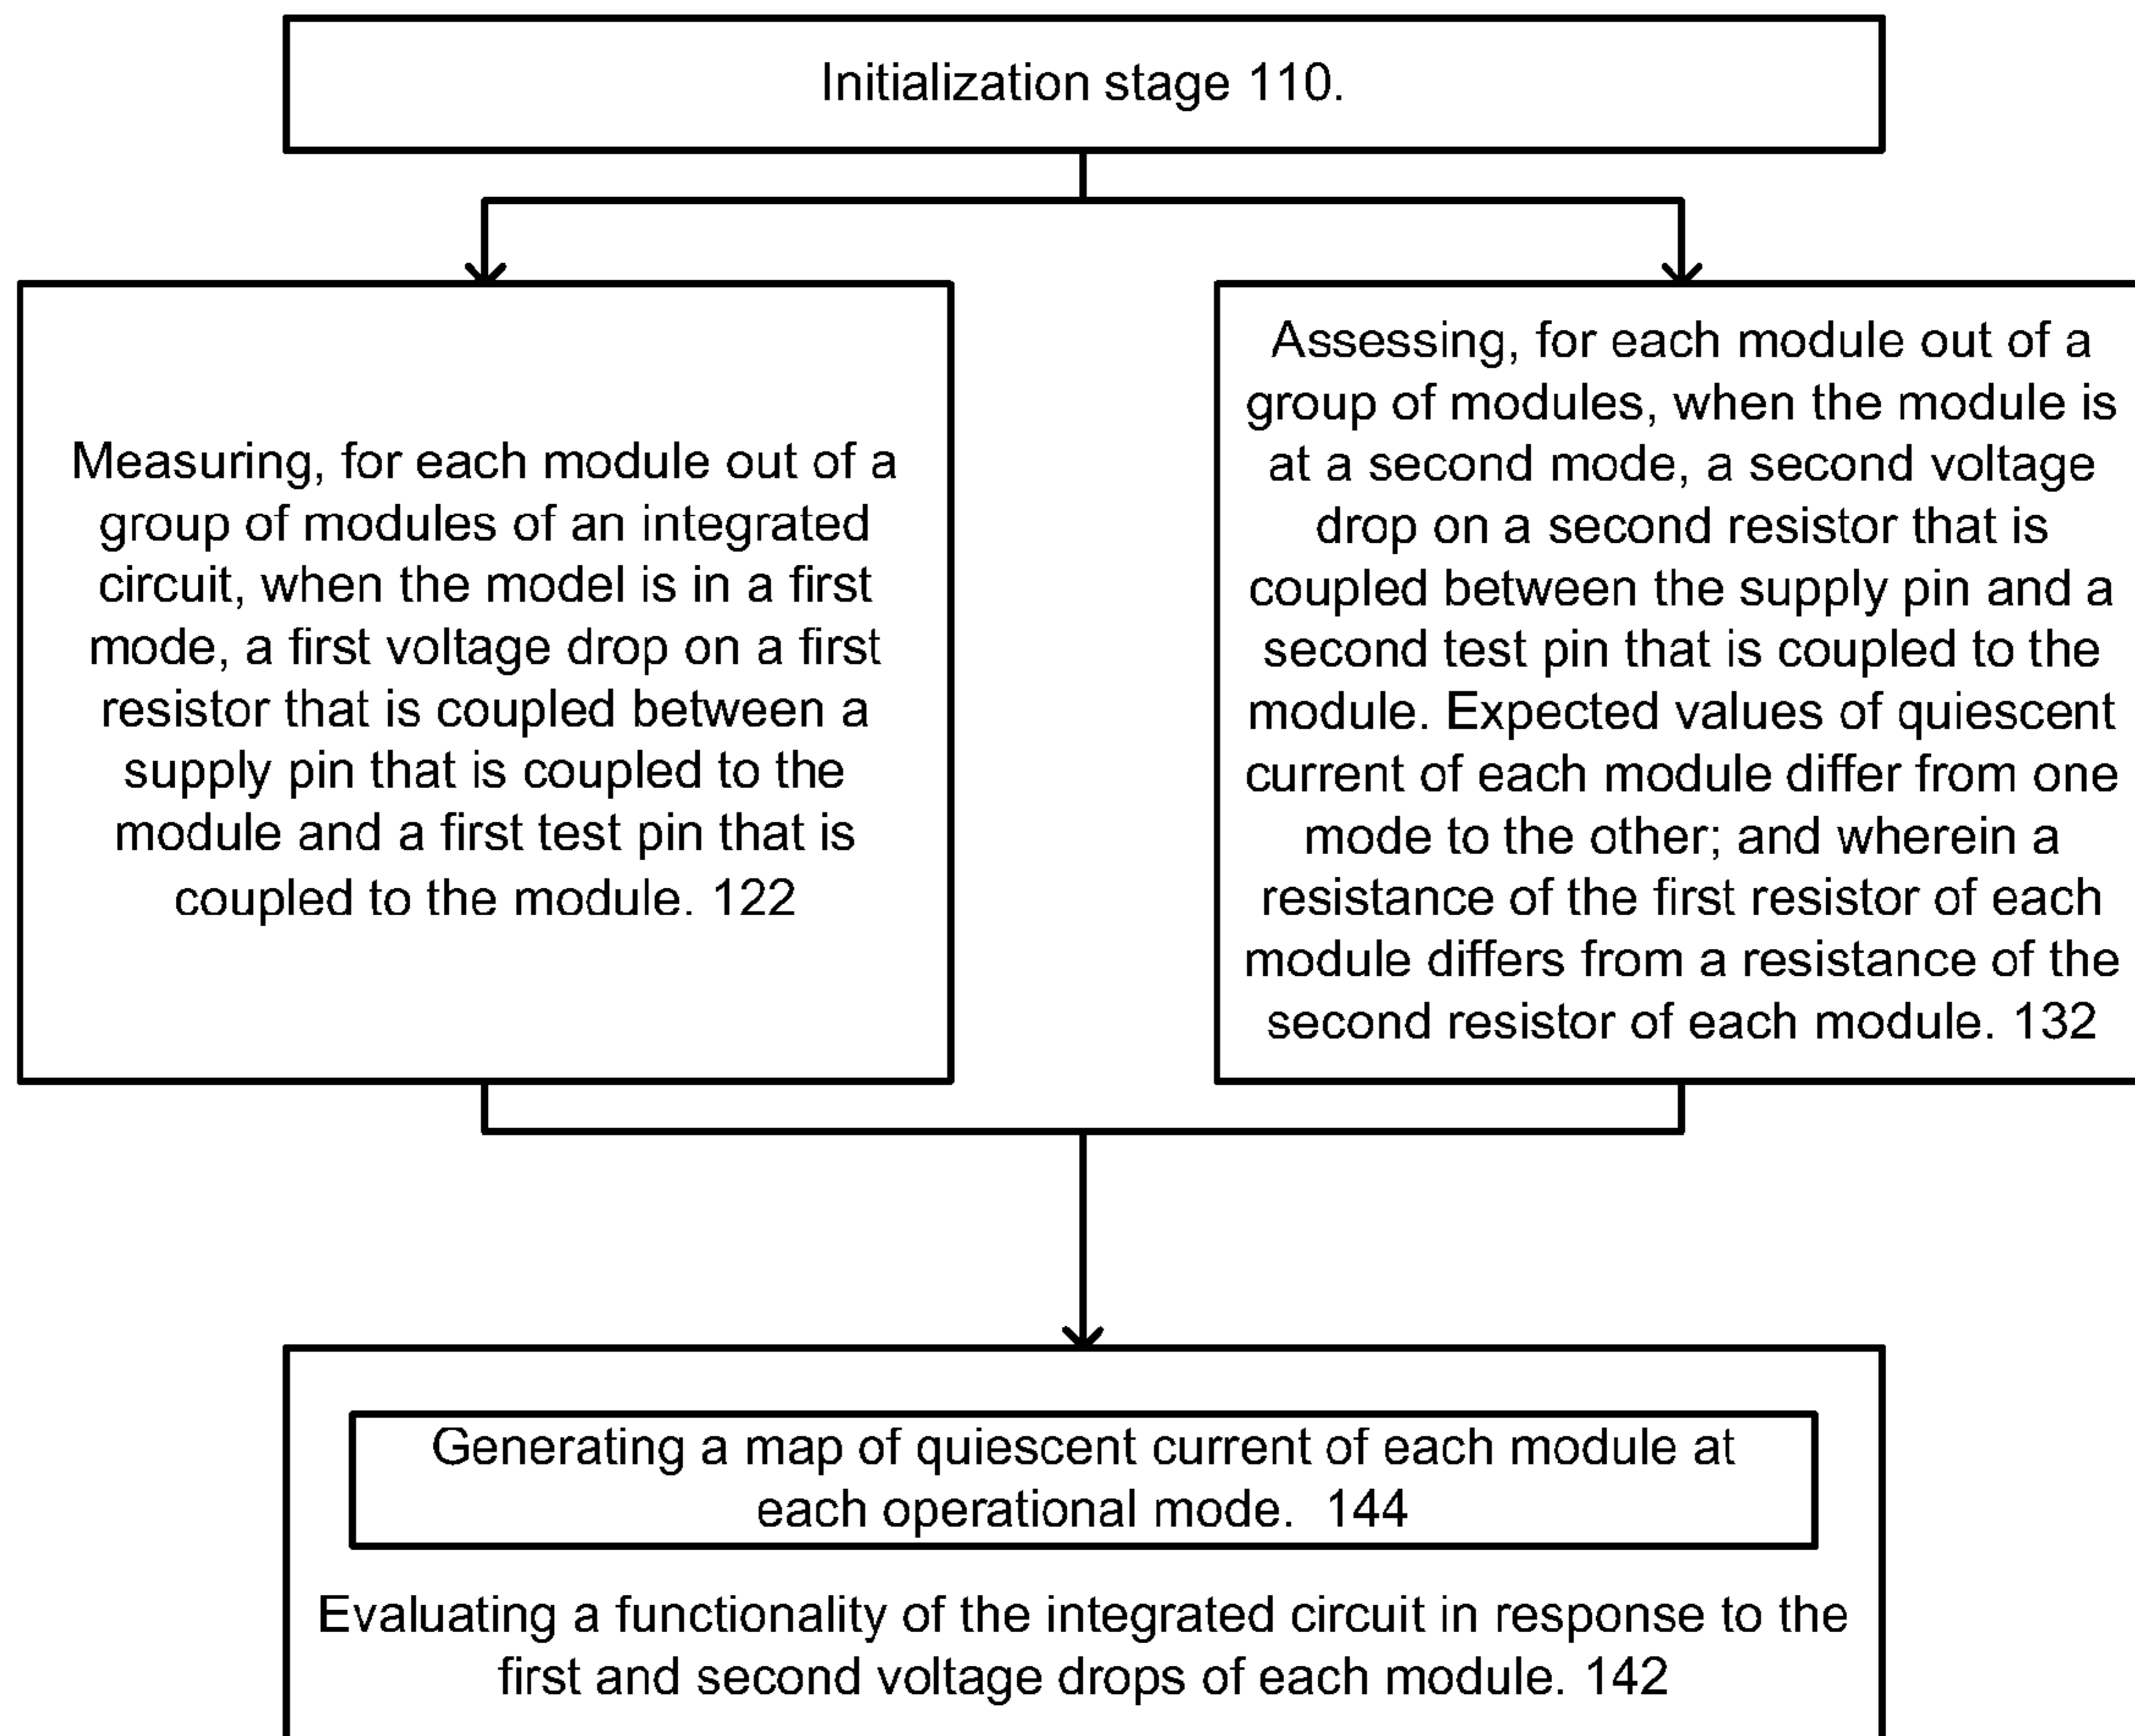 Initialization stage 110.
Measuring, for each module out of a
group of modules of an integrated
circuit, when the model is in a first
mode, a first voltage drop on a first
resistor that is coupled between a
supply pin that is coupled to the
module and a first test pin that is
coupled to the module. 122
Assessing, for each module out of a
group of modules, when the module is
at a second mode, a second voltage
drop on a second resistor that is
coupled between the supply pin and a
second test pin that is coupled to the
module. Expected values of quiescent
current of each module differ from one
mode to the other; and wherein a
resistance of the first resistor of each
module differs from a resistance of the
second resistor of each module. 132
Generating a map of quiescent current of each module at
each operational mode. 144
Evaluating a functionality of the integrated circuit in response to the
first and second voltage drops of each module. 142